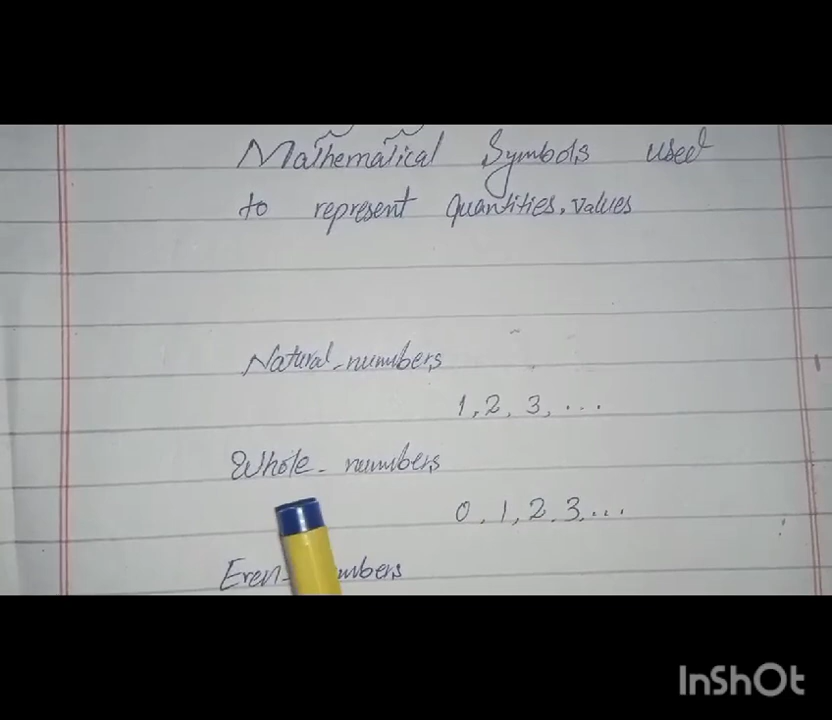 Mathematical Symbols used
to represent quantities, values
Natural-numbers
1, 2, 3, ...
Whole-numbers
0, 1, 2, 3, ...
Even-
InShOt